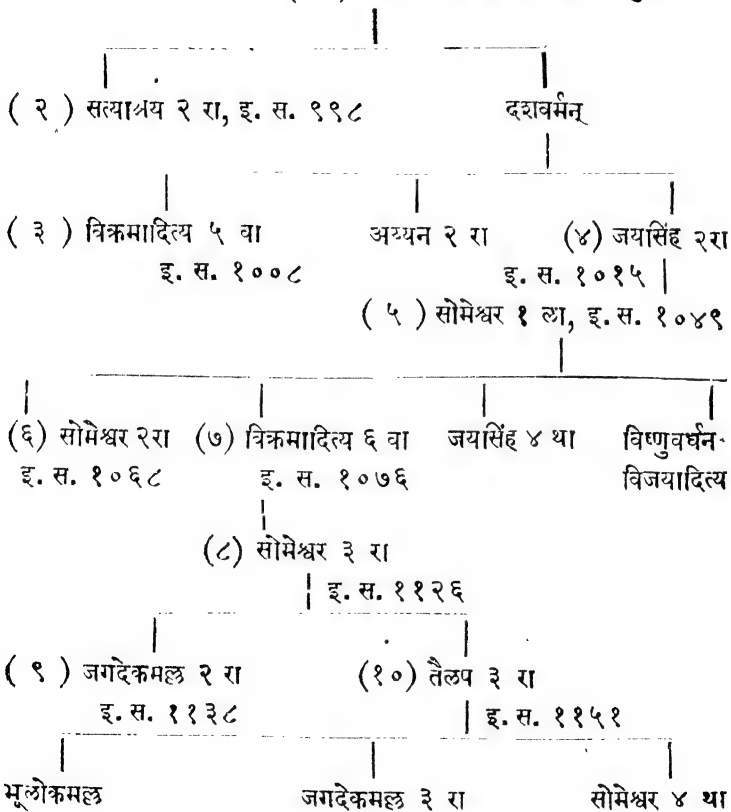 ( २ ) सत्याश्रय २ रा, इ. स. ९९८ दशवर्मन्
( ३ ) विक्रमादित्य ५ वा अय्यन २ रा (४) जयसिंह २रा
इ. स. १००८ इ. स. १०१५
( ५ ) सोमेश्वर १ ला, इ. स. १०४९
(६) सोमेश्वर २रा (७) विक्रमादित्य ६ वा जयसिंह ४ था विष्णुवर्धन-
इ. स. १०६८ इ. स. १०७६ विजयादित्य
(८) सोमेश्वर ३ रा
इ. स. ११२६
( ९ ) जगदेकमल्ल २ रा (१०) तैलप ३ रा
इ. स. ११३८ इ. स. ११५१
भूलोकमल्ल जगदेकमल्ल ३ रा सोमेश्वर ४ था